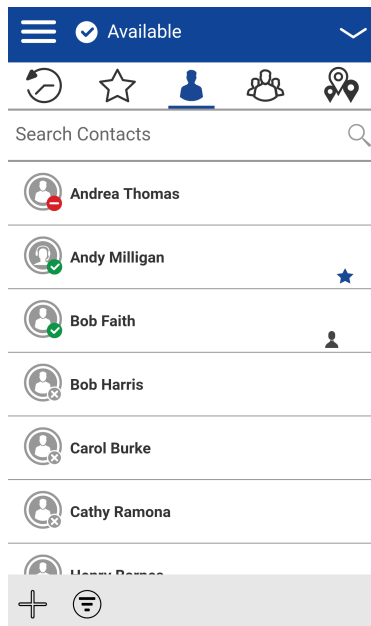 Available
Search Contacts
Andrea Thomas
Andy Milligan
Bob Faith
Bob Harris
Carol Burke
Cathy Ramona